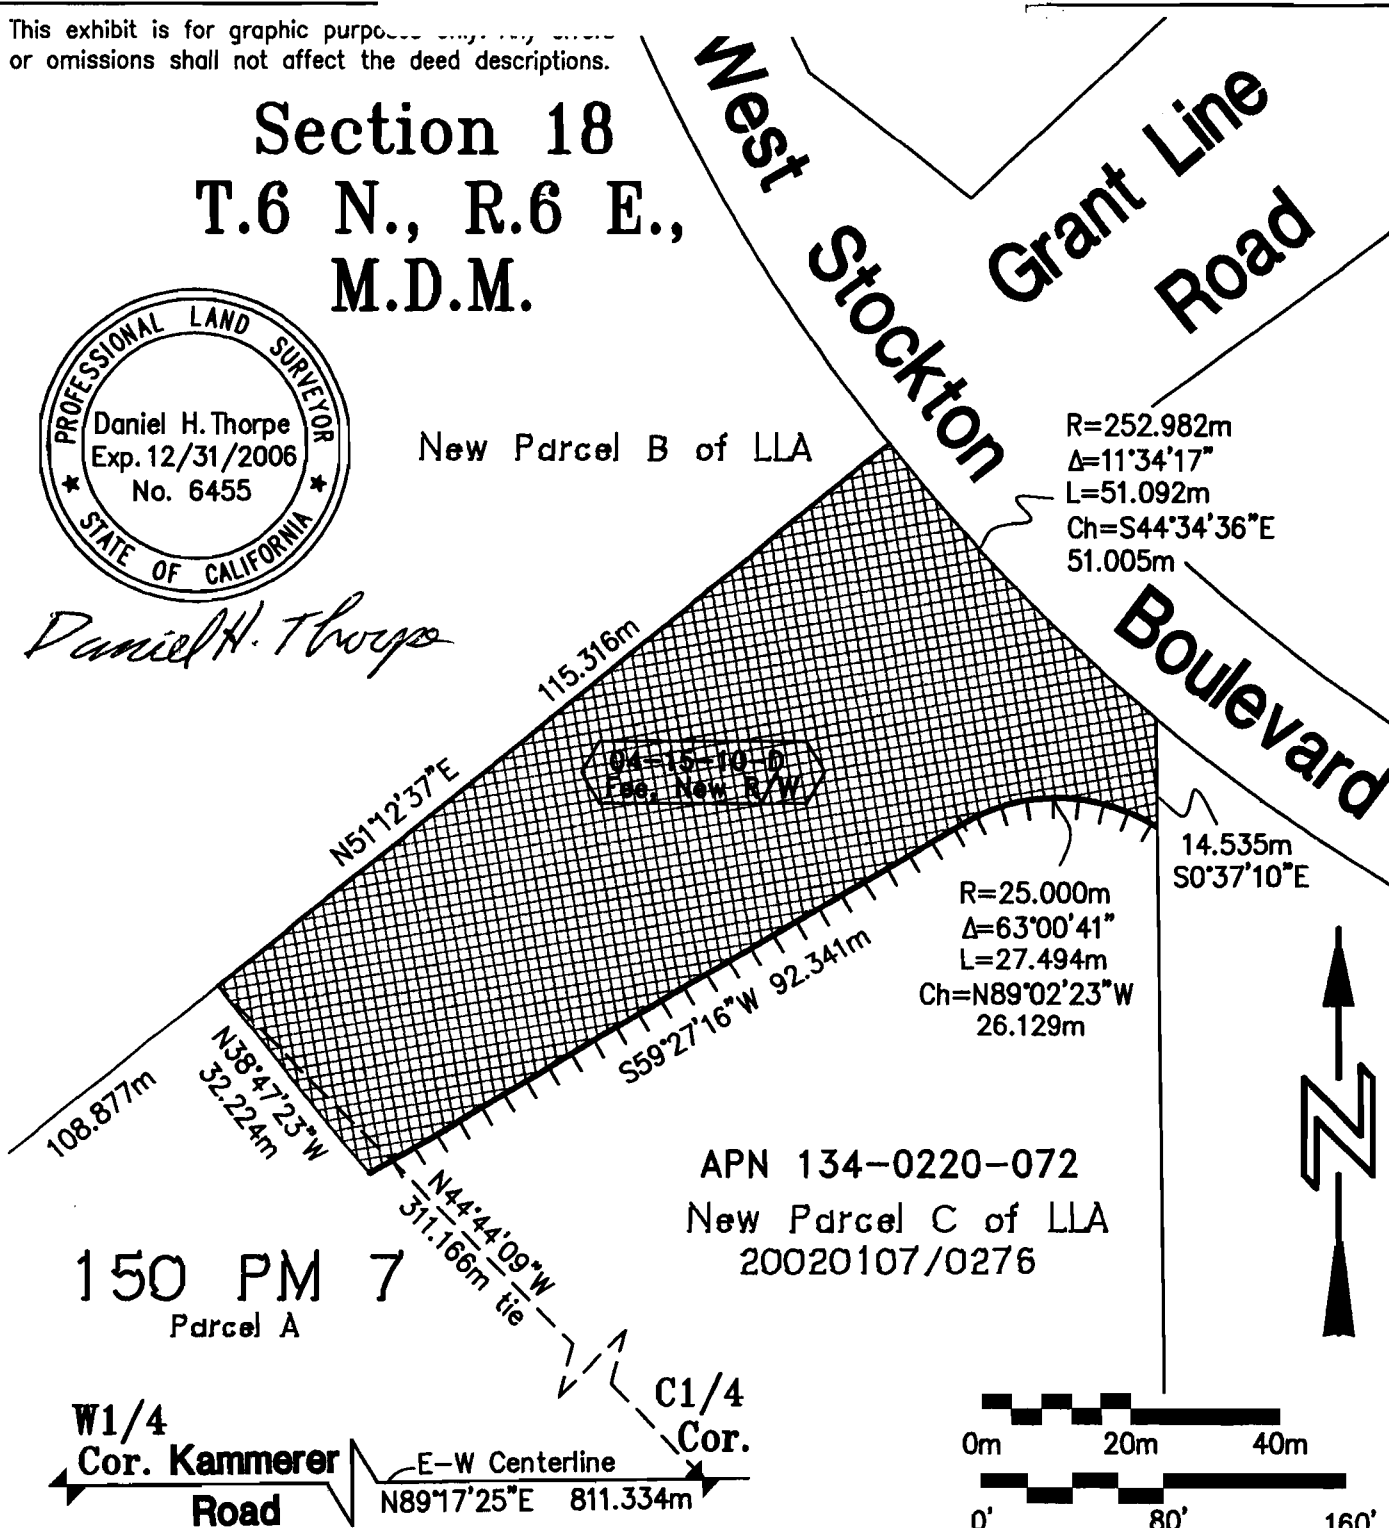 This exhibit is for graphic purpose only. Any errors
or omissions shall not affect the deed descriptions.
Section 18
T.6 N., R.6 E.,
M.D.M.
West Stockton Boulevard
Grant Line
Road
PROFESSIONAL LAND SURVEYOR
Daniel H. Thorpe
Exp. 12/31/2006
No. 6455
STATE OF CALIFORNIA
Daniel H. Thorpe
New Parcel B of LLA
R=252.982m
Δ=11°34'17"
L=51.092m
Ch=S44°34'36"E
51.005m
115.316m
N51°12'37"E
04-15-10-D
Fee, New R/W
14.535m
S0°37'10"E
R=25.000m
Δ=63°00'41"
L=27.494m
Ch=N89°02'23"W
26.129m
S59°27'16"W 92.341m
N38°47'23"W
32.224m
108.877m
N44°44'09"W
311.166m tie
APN 134-0220-072
New Parcel C of LLA
20020107/0276
150 PM 7
Parcel A
W1/4
Cor.
Kammerer
Road
C1/4
Cor.
E-W Centerline
N89°17'25"E 811.334m
0m 20m 40m
0' 80' 160'